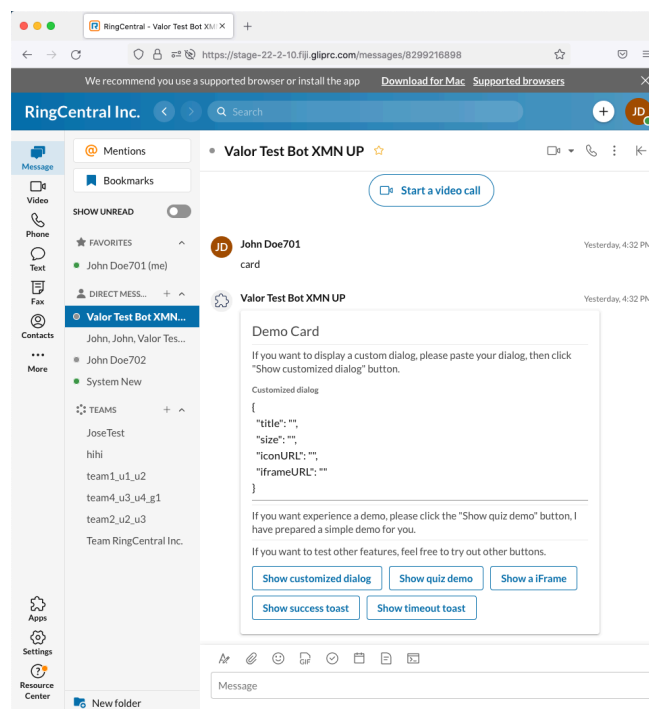 RingCentral - Valor Test Bot XMN
https://stage-22-2-10.fiji.gliprc.com/messages/8299216898
We recommend you use a supported browser or install the app Download for Mac Supported browsers
RingCentral Inc.
Search
JD
Message
Video
Phone
Text
Fax
Contacts
More
Apps
Settings
Resource
Center
@ Mentions
Bookmarks
SHOW UNREAD
FAVORITES
John Doe701 (me)
DIRECT MESS...
Valor Test Bot XMN...
John, John, Valor Tes...
John Doe702
System New
TEAMS
JoseTest
hihi
team1_u1_u2
team4_u3_u4_g1
team2_u2_u3
Team RingCentral Inc.
New folder
Valor Test Bot XMN UP
Start a video call
JD
John Doe701
Yesterday, 4:32 PM
card
Valor Test Bot XMN UP
Yesterday, 4:32 PM
Demo Card
If you want to display a custom dialog, please paste your dialog, then click
"Show customized dialog" button.
Customized dialog
{
"title": "",
"size": "",
"iconURL": "",
"iframeURL": ""
}
If you want experience a demo, please click the "Show quiz demo" button, I
have prepared a simple demo for you.
If you want to test other features, feel free to try out other buttons.
Show customized dialog
Show quiz demo
Show a iFrame
Show success toast
Show timeout toast
GIF
Message